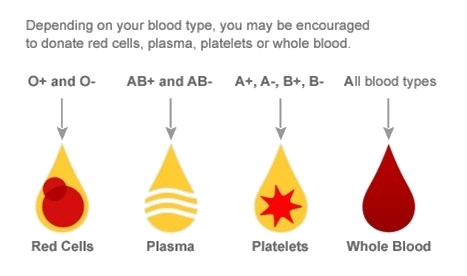 Depending on your blood type, you may be encouraged
to donate red cells, plasma, platelets or whole blood.
O+ and O-
AB+ and AB-
A+, A-, B+, B-
All blood types
Red Cells
Plasma
Platelets
Whole Blood